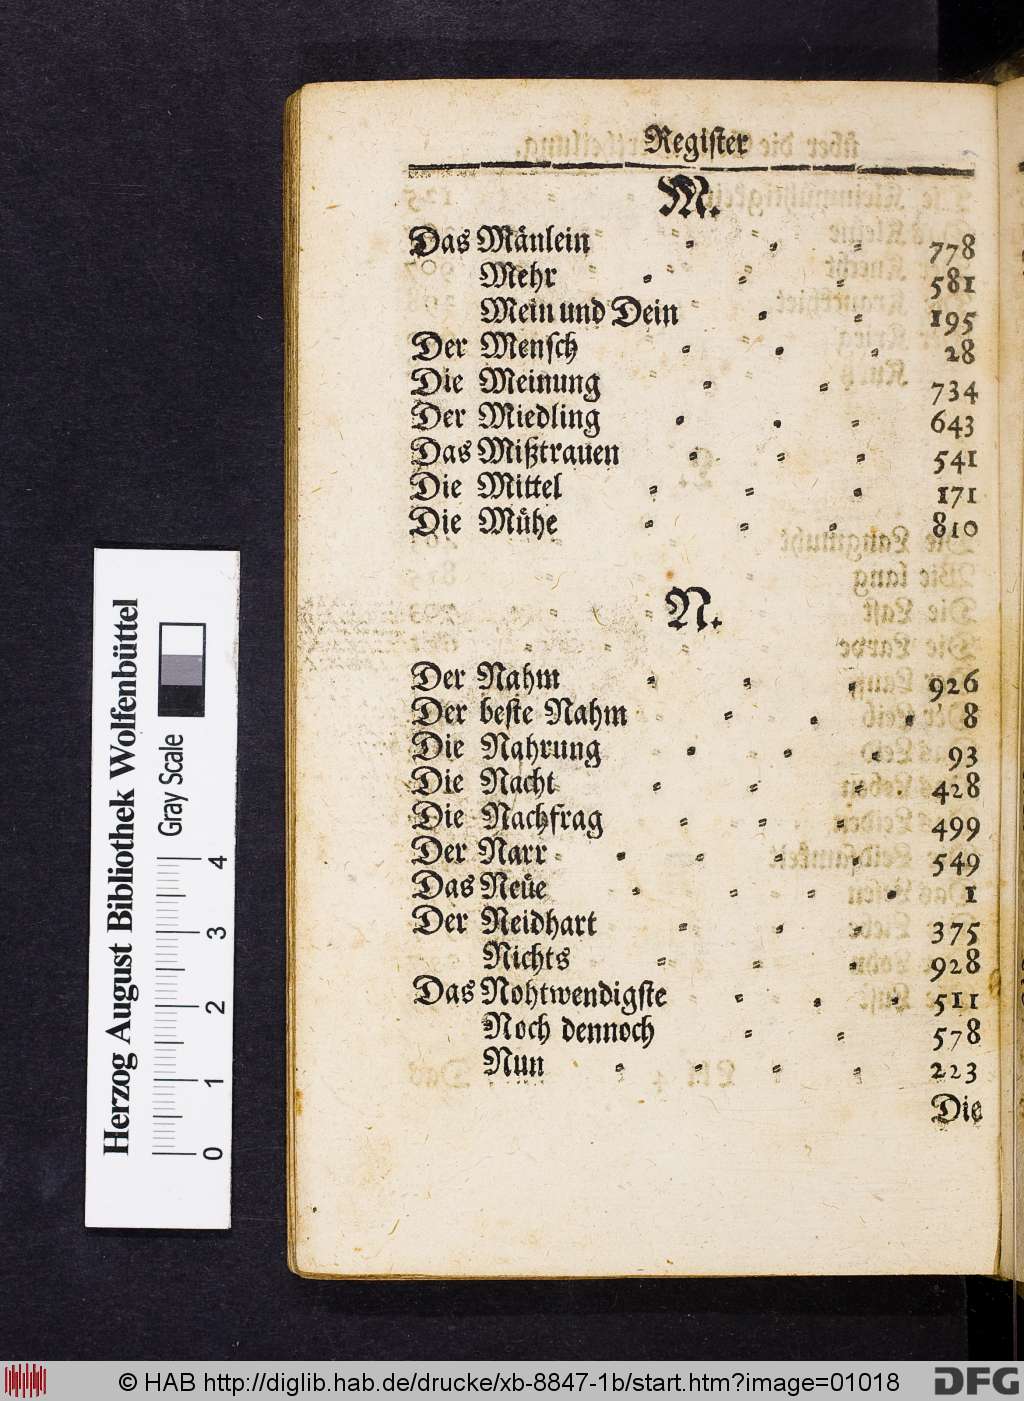 Register
M.
Das Mänlein 778
Mehr 581
Mein und Dein 195
Der Mensch 28
Die Meinung 734
Der Miedling 643
Das Mißtrauen 541
Die Mittel 171
Die Mühe 810
N.
Der Nahm 926
Der beste Nahm 8
Die Nahrung 93
Die Nacht 428
Die Nachfrag 499
Der Narr 549
Das Neüe 1
Der Neidhart 375
Nichts 928
Das Nohtwendigste 511
Noch dennoch 578
Nun 223
Die
Herzog August Bibliothek Wolfenbüttel
Gray Scale
0 1 2 3 4
© HAB http://diglib.hab.de/drucke/xb-8847-1b/start.htm?image=01018
DFG